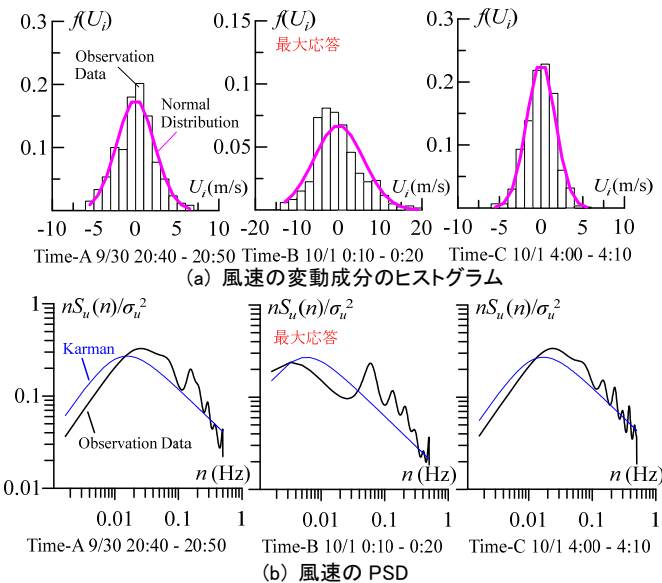 f(Ui) f(Ui) f(Ui)
0.3 0.15 0.3
Observation
Data
最大応答
0.2 0.1 0.2
Normal
Distribution
0.1 0.05 0.1
Ui(m/s) Ui(m/s) Ui(m/s)
-10 -5 0 5 10 -20 -10 0 10 20 -10 -5 0 5 10
Time-A 9/30 20:40 - 20:50 Time-B 10/1 0:10 - 0:20 Time-C 10/1 4:00 - 4:10
(a) 風速の変動成分のヒストグラム
1 nSu(n)/σu2 nSu(n)/σu2 nSu(n)/σu2
Karman
最大応答
0.1
Observation Data
n (Hz) n (Hz) n (Hz)
0.01
0.01 0.1 1 0.01 0.1 1 0.01 0.1 1
Time-A 9/30 20:40 - 20:50 Time-B 10/1 0:10 - 0:20 Time-C 10/1 4:00 - 4:10
(b) 風速の PSD